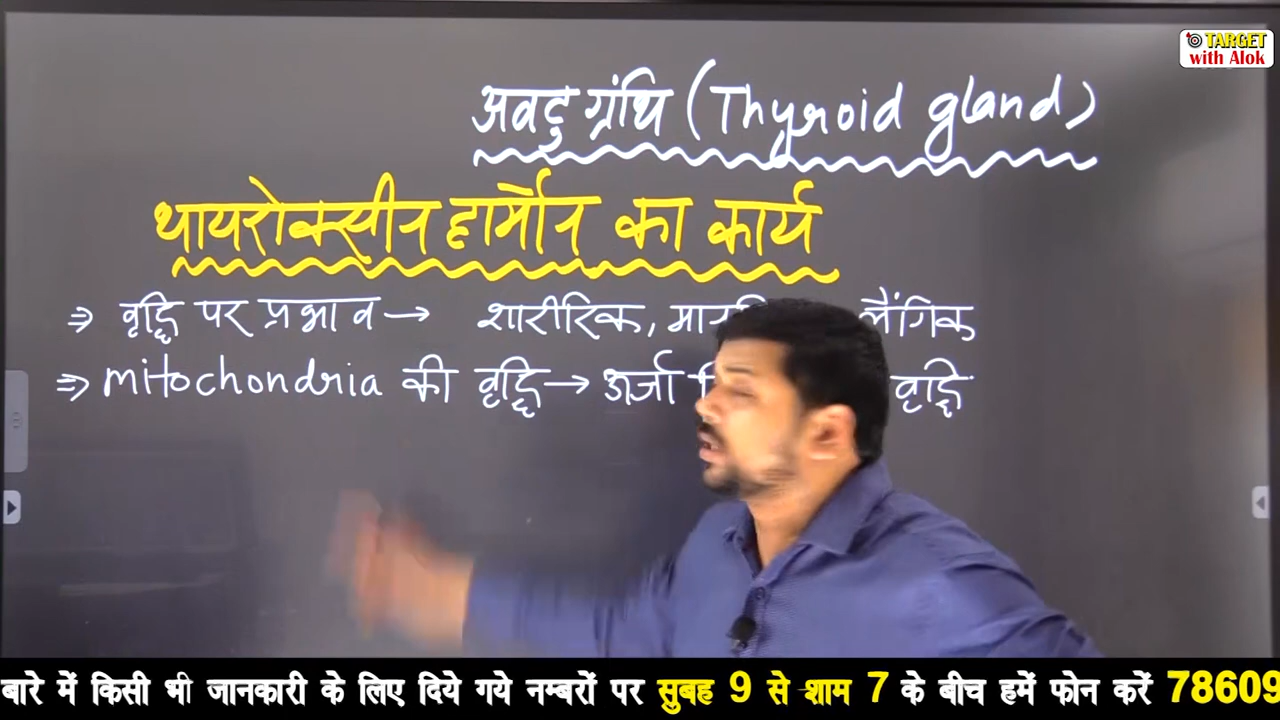 TARGET
with Alok
अवटु ग्रंथि (Thyroid gland)
थायरोक्सीन हार्मोन का कार्य
⇒ वृद्धि पर प्रभाव → शारीरिक, लैंगिक
⇒ mitochondria की वृद्धि → ऊर्जा वृद्धि
बारे में किसी भी जानकारी के लिए दिये गये नम्बरों पर सुबह 9 से शाम 7 के बीच हमें फोन करें 78609